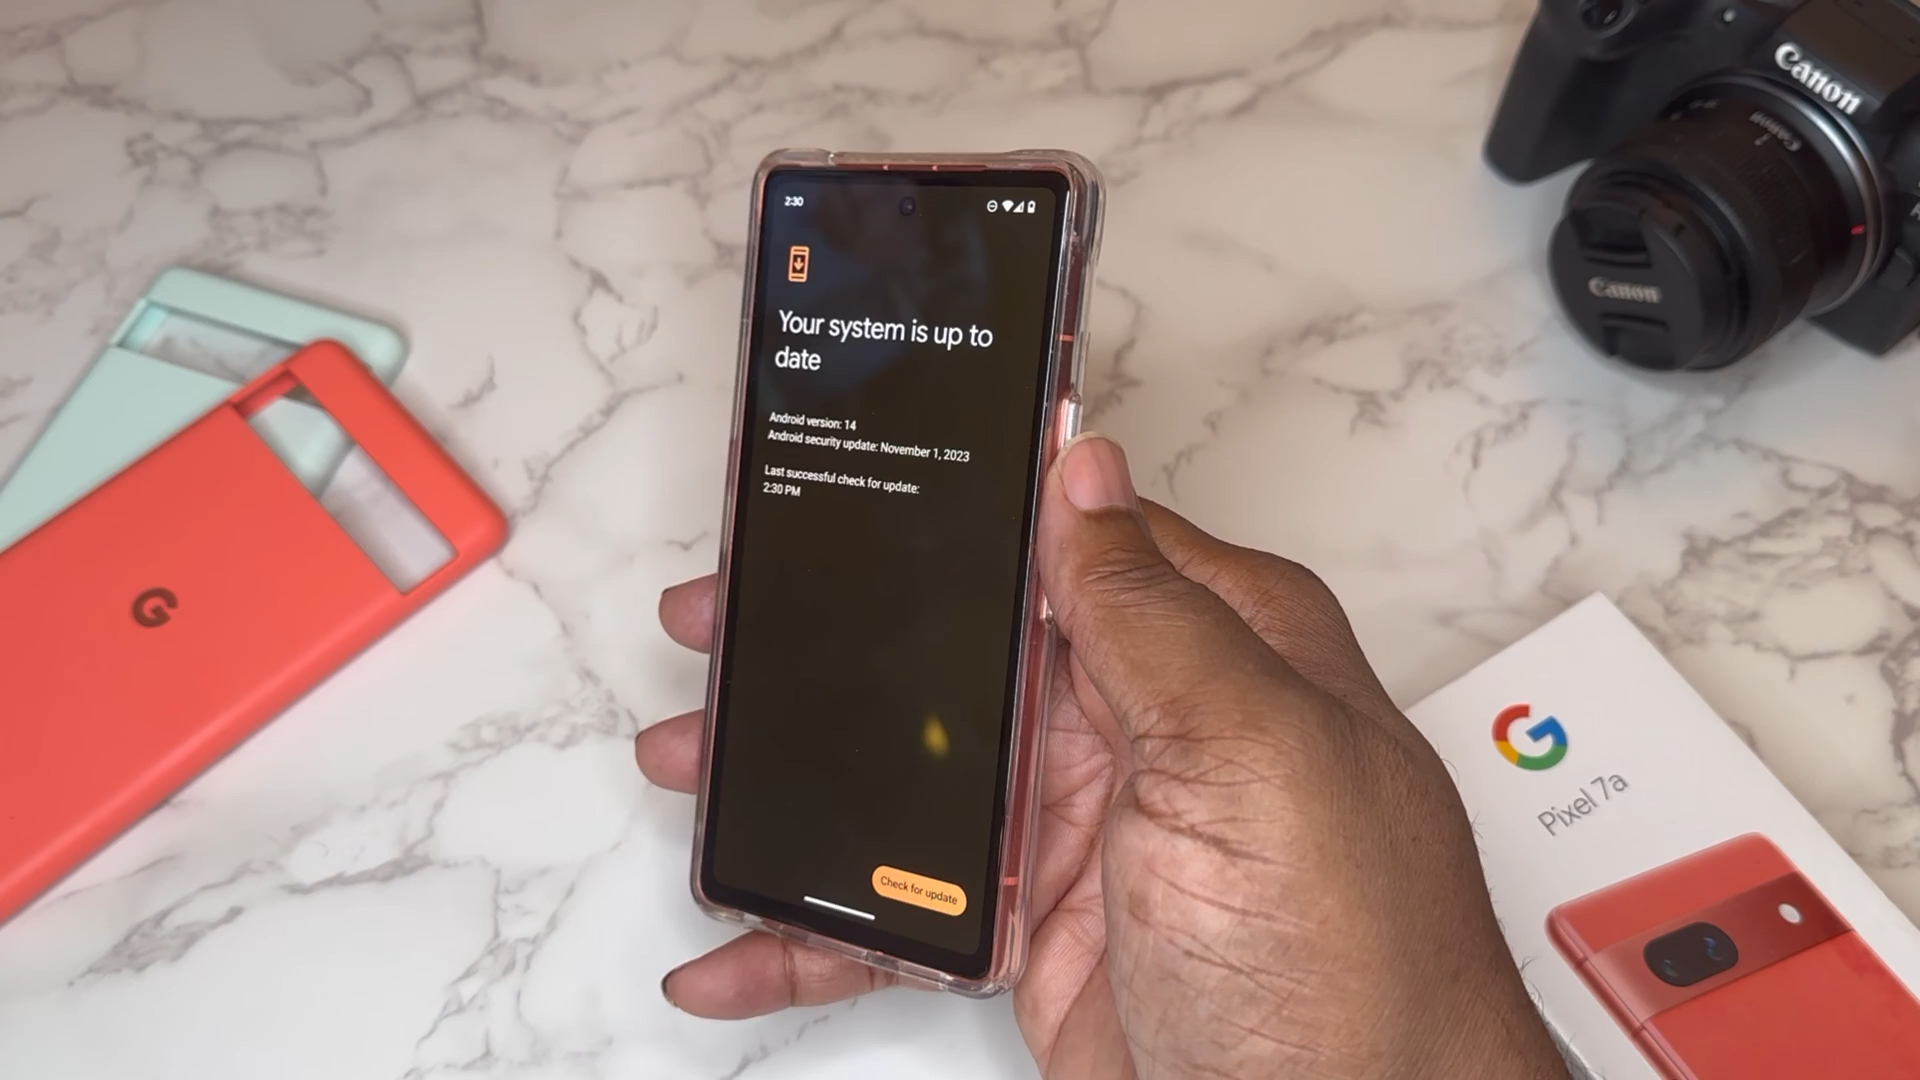 2:30
Your system is up to
date
Android version: 14
Android security update: November 1, 2023
Last successful check for update:
2:30 PM
Check for update
G
Canon
Canon
Canon
G
Pixel 7a